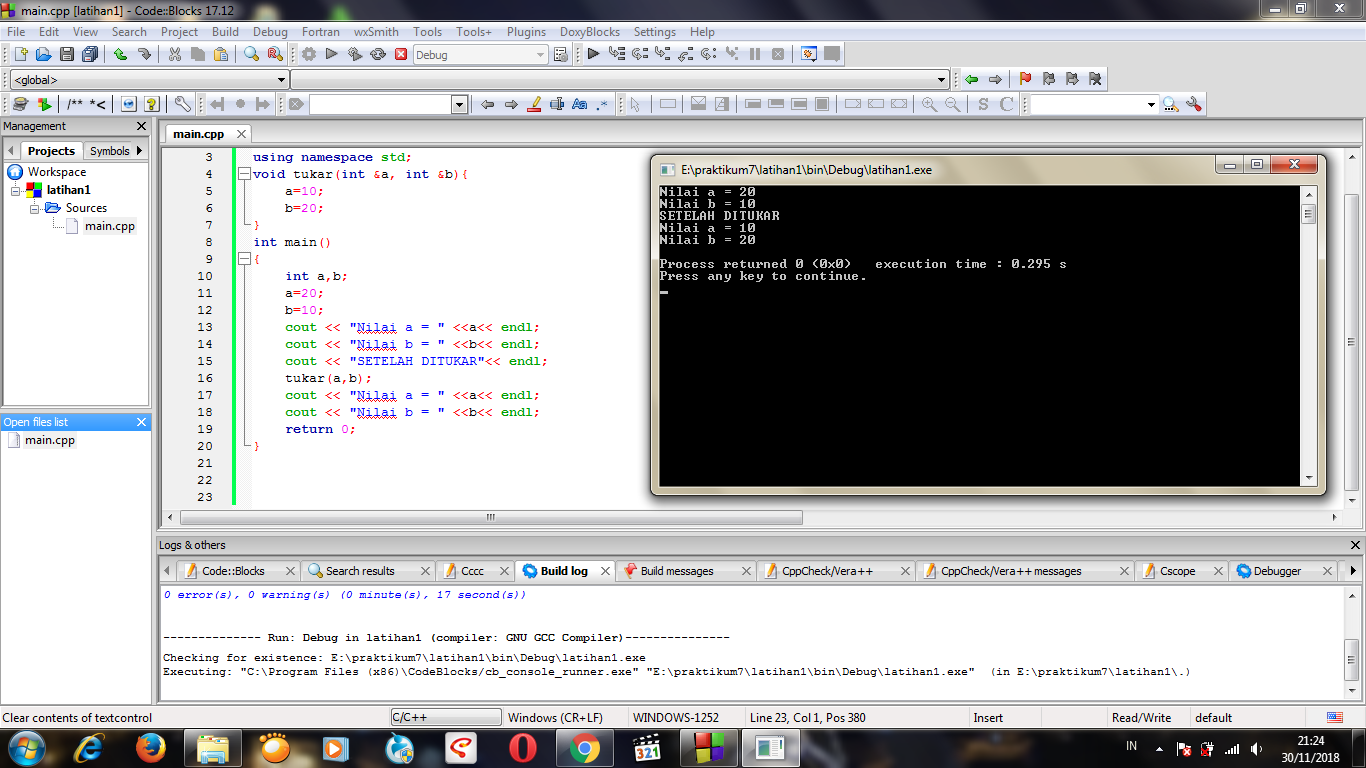 main.cpp [latihan1] - Code::Blocks 17.12
File Edit View Search Project Build Debug Fortran wxSmith Tools Tools+ Plugins DoxyBlocks Settings Help
Debug
<global>
/** *<
Aa .*
S C
Management
Projects Symbols
Workspace
latihan1
Sources
main.cpp
Open files list
main.cpp
main.cpp
3 using namespace std;
4 void tukar(int &a, int &b){
5 a=10;
6 b=20;
7 }
8 int main()
9 {
10 int a,b;
11 a=20;
12 b=10;
13 cout << "Nilai a = " <<a<< endl;
14 cout << "Nilai b = " <<b<< endl;
15 cout << "SETELAH DITUKAR"<< endl;
16 tukar(a,b);
17 cout << "Nilai a = " <<a<< endl;
18 cout << "Nilai b = " <<b<< endl;
19 return 0;
20 }
21
22
23
E:\praktikum7\latihan1\bin\Debug\latihan1.exe
Nilai a = 20
Nilai b = 10
SETELAH DITUKAR
Nilai a = 10
Nilai b = 20
Process returned 0 (0x0) execution time : 0.295 s
Press any key to continue.
Logs & others
Code::Blocks Search results Cccc Build log Build messages CppCheck/Vera++ CppCheck/Vera++ messages Cscope Debugger
0 error(s), 0 warning(s) (0 minute(s), 17 second(s))
-------------- Run: Debug in latihan1 (compiler: GNU GCC Compiler)---------------
Checking for existence: E:\praktikum7\latihan1\bin\Debug\latihan1.exe
Executing: "C:\Program Files (x86)\CodeBlocks/cb_console_runner.exe" "E:\praktikum7\latihan1\bin\Debug\latihan1.exe" (in E:\praktikum7\latihan1\.)
Clear contents of textcontrol C/C++ Windows (CR+LF) WINDOWS-1252 Line 23, Col 1, Pos 380 Insert Read/Write default
321
IN
21:24
30/11/2018